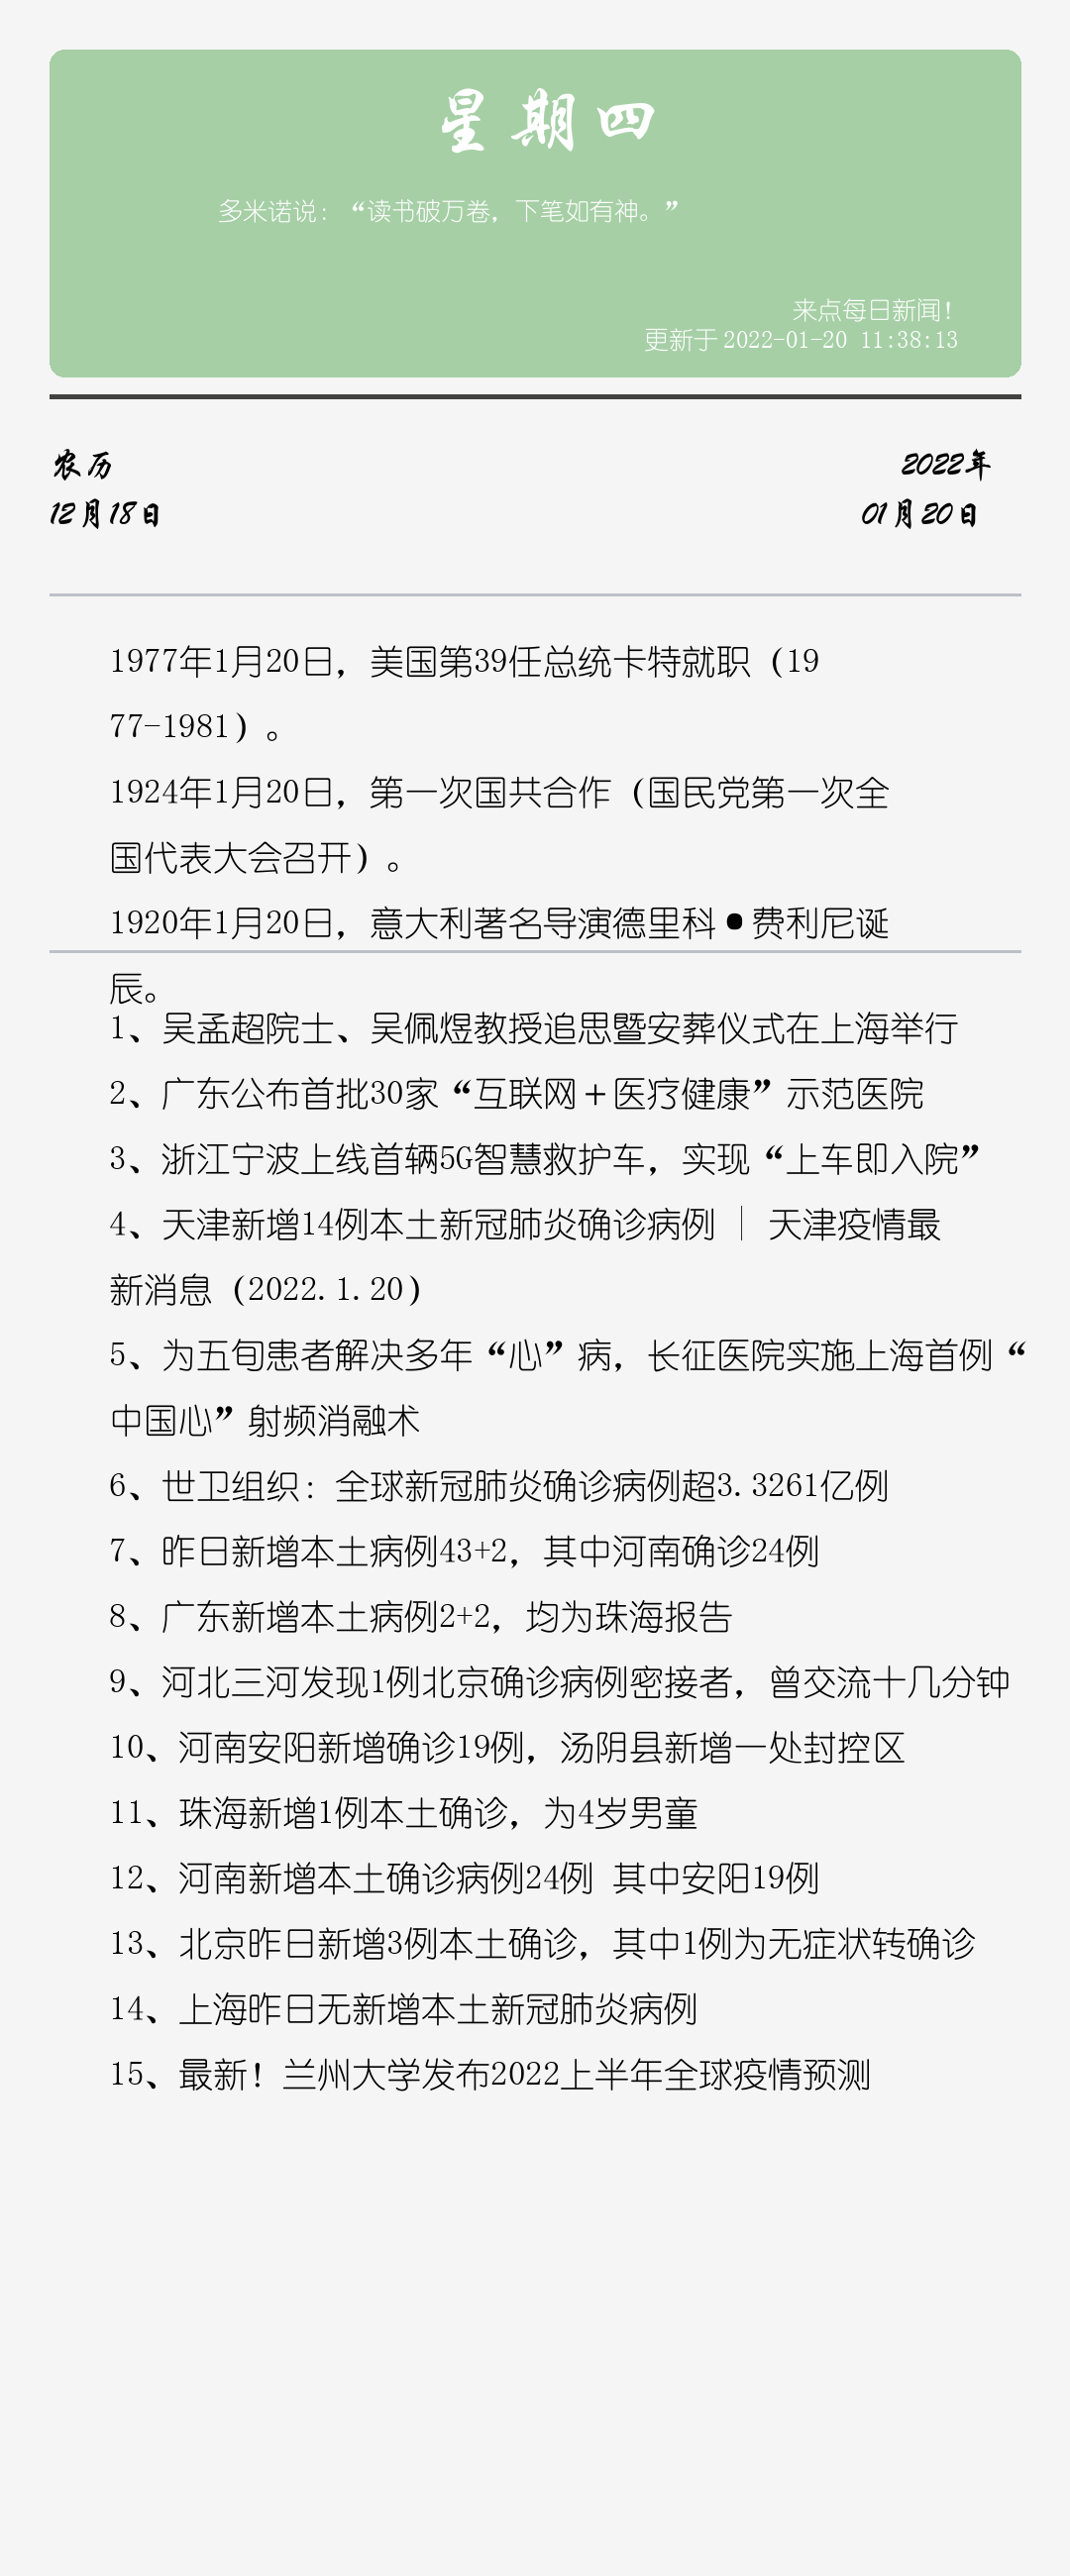 星期四
多米诺说：“读书破万卷，下笔如有神。”
来点每日新闻！
更新于2022-01-20 11:38:13
农历
12月18日
2022年
01月20日
1977年1月20日，美国第39任总统卡特就职（19
77-1981）。
1924年1月20日，第一次国共合作（国民党第一次全
国代表大会召开）。
1920年1月20日，意大利著名导演德里科●费利尼诞
辰。
1、吴孟超院士、吴佩煜教授追思暨安葬仪式在上海举行
2、广东公布首批30家“互联网＋医疗健康”示范医院
3、浙江宁波上线首辆5G智慧救护车，实现“上车即入院”
4、天津新增14例本土新冠肺炎确诊病例 ｜ 天津疫情最
新消息（2022.1.20）
5、为五旬患者解决多年“心”病，长征医院实施上海首例“
中国心”射频消融术
6、世卫组织：全球新冠肺炎确诊病例超3.3261亿例
7、昨日新增本土病例43+2，其中河南确诊24例
8、广东新增本土病例2+2，均为珠海报告
9、河北三河发现1例北京确诊病例密接者，曾交流十几分钟
10、河南安阳新增确诊19例，汤阴县新增一处封控区
11、珠海新增1例本土确诊，为4岁男童
12、河南新增本土确诊病例24例 其中安阳19例
13、北京昨日新增3例本土确诊，其中1例为无症状转确诊
14、上海昨日无新增本土新冠肺炎病例
15、最新！兰州大学发布2022上半年全球疫情预测